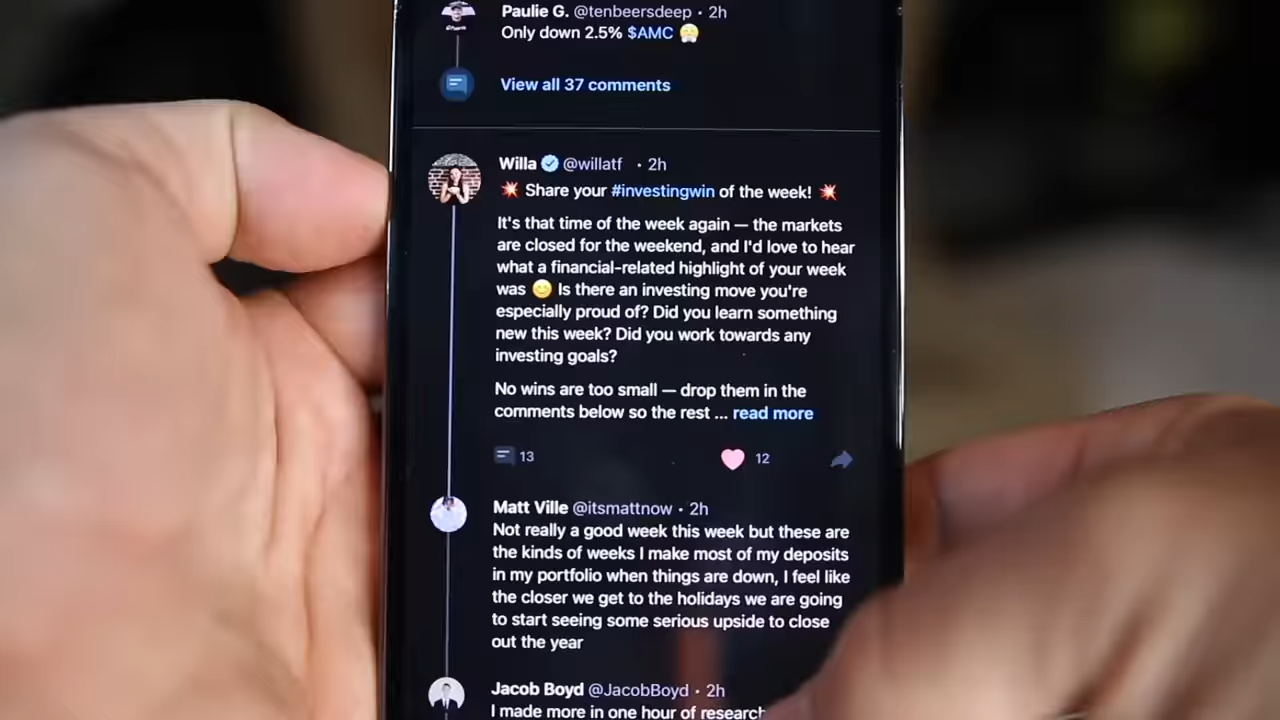 Paulie G. @tenbeersdeep · 2h
Only down 2.5% $AMC 😤
View all 37 comments
Willa @willatf · 2h
💥 Share your #investingwin of the week! 💥
It's that time of the week again — the markets
are closed for the weekend, and I'd love to hear
what a financial-related highlight of your week
was 😊 Is there an investing move you're
especially proud of? Did you learn something
new this week? Did you work towards any
investing goals?
No wins are too small — drop them in the
comments below so the rest ... read more
13 12
Matt Ville @itsmattnow · 2h
Not really a good week this week but these are
the kinds of weeks I make most of my deposits
in my portfolio when things are down, I feel like
the closer we get to the holidays we are going
to start seeing some serious upside to close
out the year
Jacob Boyd @JacobBoyd · 2h
I made more in one hour of research